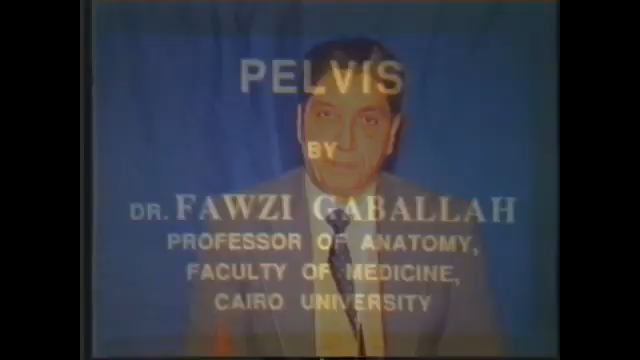 PELVIS
BY
DR. FAWZI GABALLAH
PROFESSOR OF ANATOMY,
FACULTY OF MEDICINE,
CAIRO UNIVERSITY